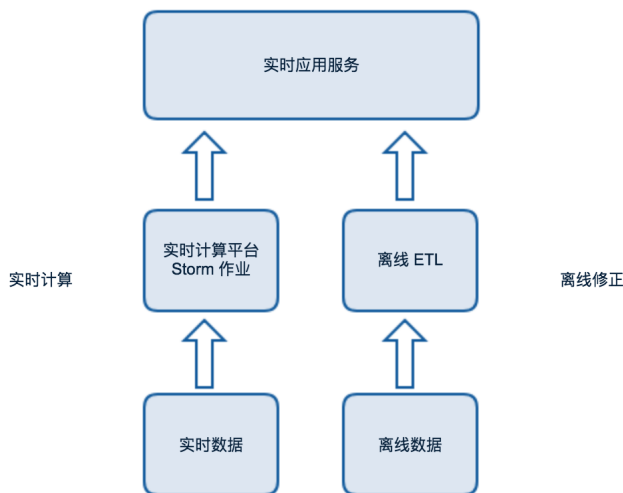 实时应用服务
实时计算平台
Storm 作业
离线 ETL
实时计算
离线修正
实时数据
离线数据